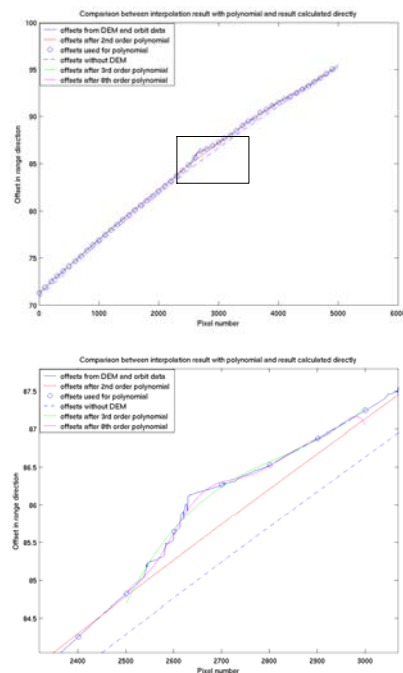 Comparison between interpolation result with polynomial and result calculated directly
offsets from DEM and orbit data
offsets after 2nd order polynomial
offsets used for polynomial
offsets without DEM
offsets after 3rd order polynomial
offsets after 8th order polynomial
Offset in range direction
100
95
90
85
80
75
70
0
1000
2000
3000
4000
5000
6000
Pixel number
Comparison between interpolation result with polynomial and result calculated directly
offsets from DEM and orbit data
offsets after 2nd order polynomial
offsets used for polynomial
offsets without DEM
offsets after 3rd order polynomial
offsets after 8th order polynomial
Offset in range direction
87.5
87
86.5
86
85.5
85
84.5
2400
2500
2600
2700
2800
2900
3000
Pixel number